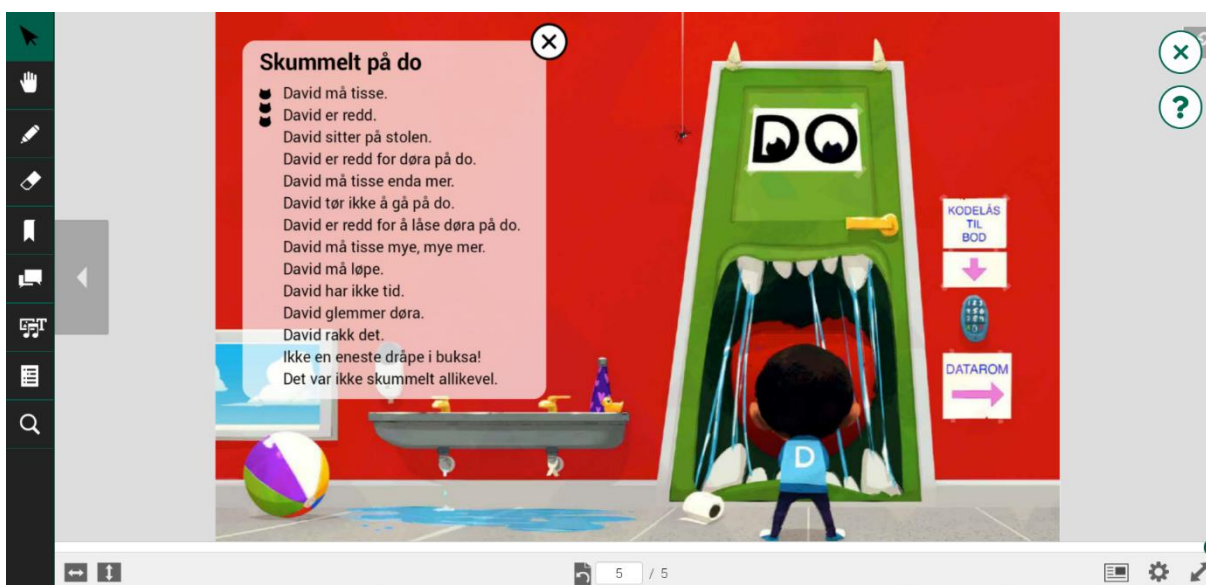 Skummelt på do
David må tisse.
David er redd.
David sitter på stolen.
David er redd for døra på do.
David må tisse enda mer.
David tør ikke å gå på do.
David er redd for å låse døra på do.
David må tisse mye, mye mer.
David må løpe.
David har ikke tid.
David glemmer døra.
David rakk det.
Ikke en eneste dråpe i buksa!
Det var ikke skummelt allikevel.
DO
KODELÅS
TIL
BOD
DATAROM
D
5 / 5